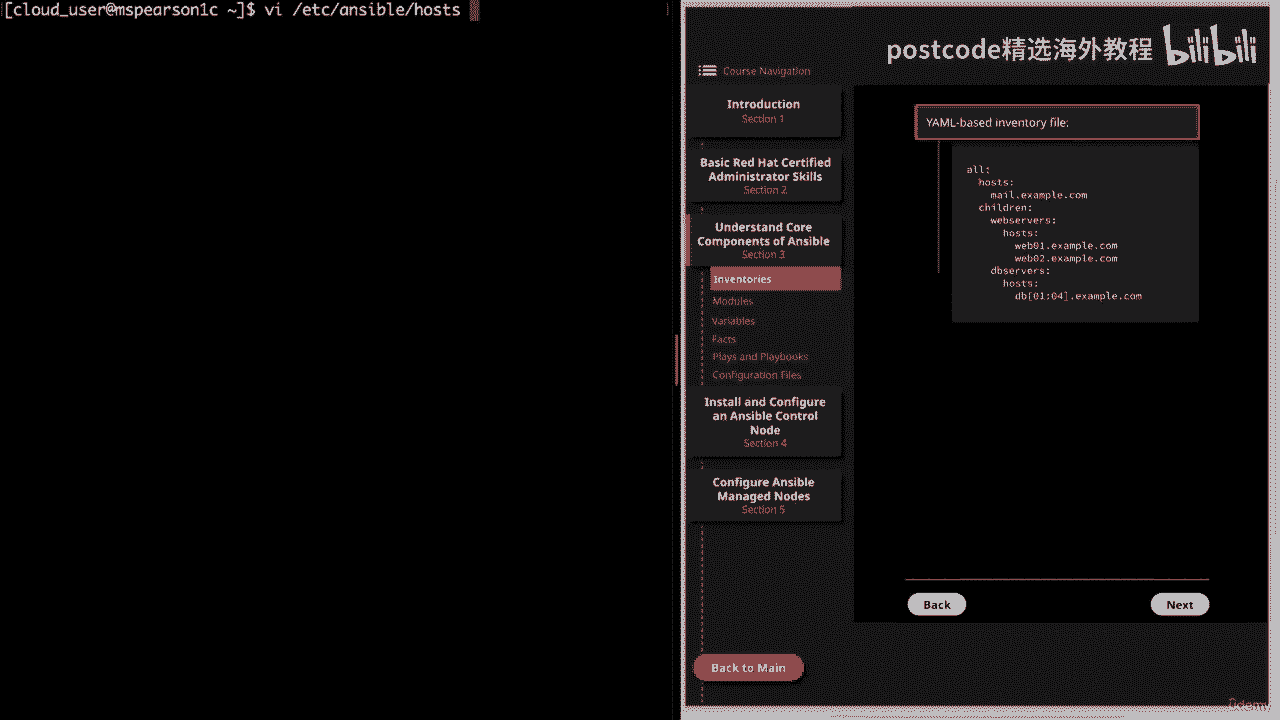 [cloud_user@mspearson1c ~]$ vi /etc/ansible/hosts
postcode精选海外教程 bilibili
Course Navigation
Introduction
Section 1
Basic Red Hat Certified
Administrator Skills
Section 2
Understand Core
Components of Ansible
Section 3
Inventories
Modules
Variables
Facts
Plays and Playbooks
Configuration Files
Install and Configure
an Ansible Control
Node
Section 4
Configure Ansible
Managed Nodes
Section 5
Back to Main
YAML-based inventory file:
all:
  hosts:
    mail.example.com
  children:
    webservers:
      hosts:
        web01.example.com
        web02.example.com
    dbservers:
      hosts:
        db[01:04].example.com
Back
Next
Udemy